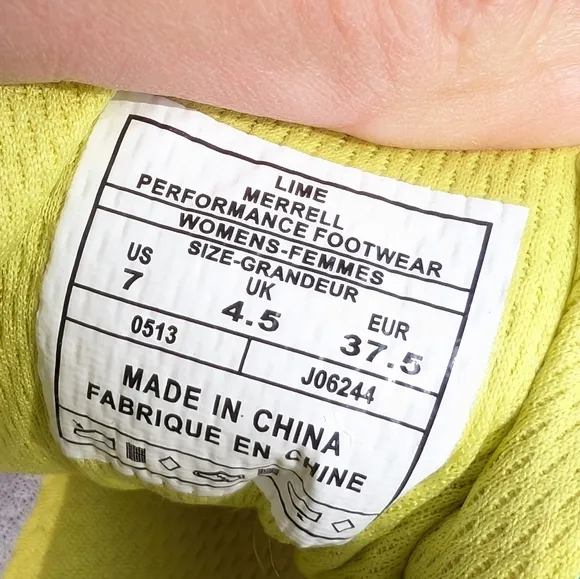 LIME
MERRELL
PERFORMANCE FOOTWEAR
WOMENS-FEMMES
SIZE-GRANDEUR
US UK EUR
7 4.5 37.5
0513 J06244
MADE IN CHINA
FABRIQUE EN CHINE